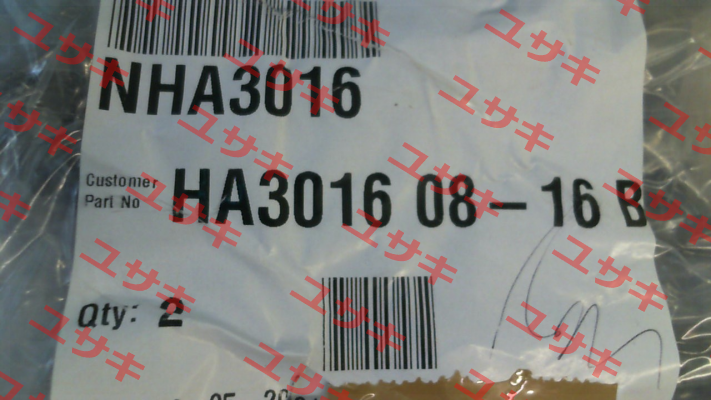 NHA3016
Customer
Part No
HA3016 08-16 B
Qty: 2
ユサキ